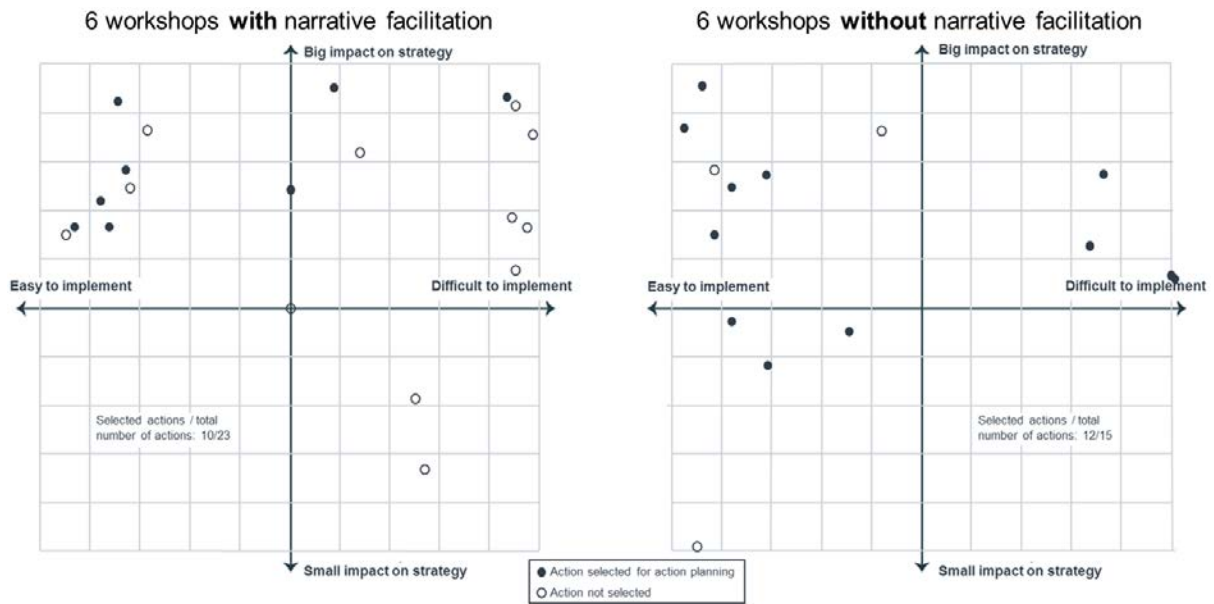 6 workshops with narrative facilitation
Big impact on strategy
Easy to implement
Difficult to implement
Selected actions / total
number of actions: 10/23
Small impact on strategy
6 workshops without narrative facilitation
Big impact on strategy
Easy to implement
Difficult to implement
Selected actions / total
number of actions: 12/15
Small impact on strategy
Action selected for action planning
Action not selected